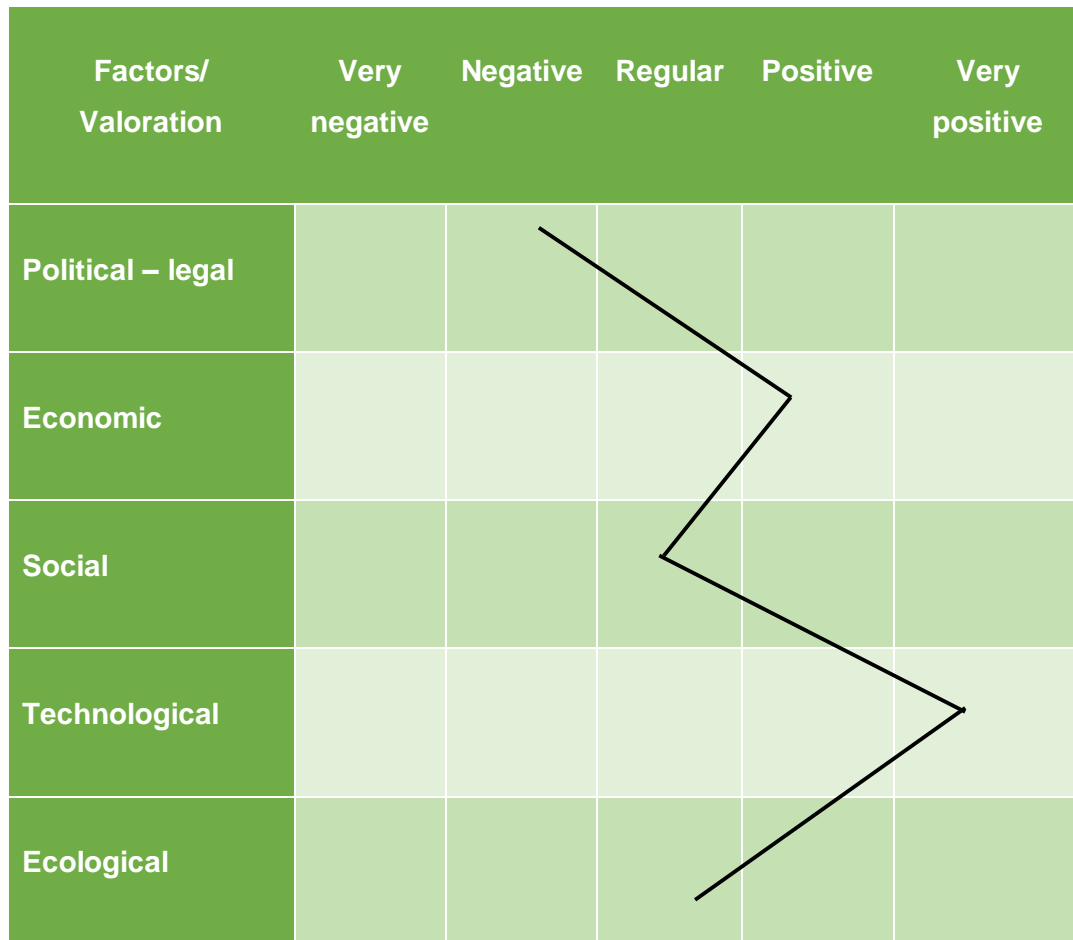 Factors/
Valoration
Very
negative
Negative
Regular
Positive
Very
positive
Political – legal
Economic
Social
Technological
Ecological